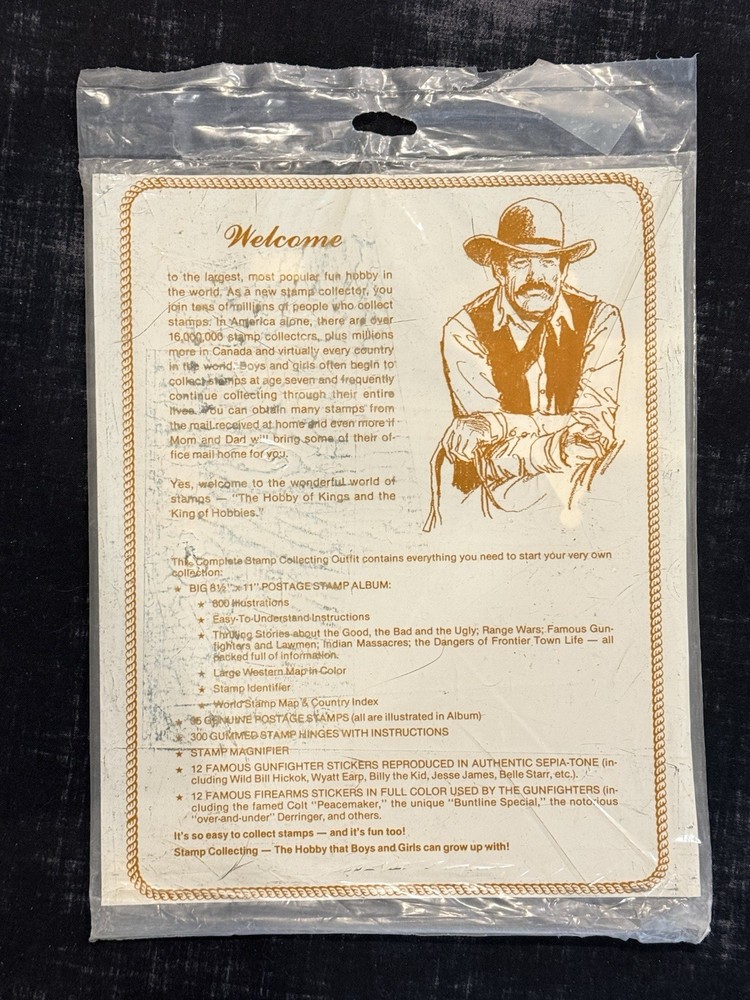 Welcome
to the largest, most popular fun hobby in
the world. As a new stamp collector, you
join tens of millions of people who collect
stamps. In America alone, there are over
16,000,000 stamp collectors, plus millions
more in Canada and virtually every country
in the world. Boys and girls often begin to
collect stamps at age seven and frequently
continue collecting through their entire
lives. You can obtain many stamps from
the mail received at home and even more if
Mom and Dad will bring some of their of-
fice mail home for you.
Yes, welcome to the wonderful world of
stamps — "The Hobby of Kings and the
King of Hobbies."
The Complete Stamp Collecting Outfit contains everything you need to start your very own
collection:
★ BIG 8½" x 11" POSTAGE STAMP ALBUM:
★ 800 Illustrations
★ Easy-To-Understand Instructions
★ Thrilling Stories about the Good, the Bad and the Ugly; Range Wars; Famous Gun-
fighters and Lawmen; Indian Massacres; the Dangers of Frontier Town Life — all
packed full of information.
★ Large Western Map in Color
★ Stamp Identifier
★ World Stamp Map & Country Index
★ GENUINE POSTAGE STAMPS (all are illustrated in Album)
★ 300 GUMMED STAMP HINGES WITH INSTRUCTIONS
★ STAMP MAGNIFIER
★ 12 FAMOUS GUNFIGHTER STICKERS REPRODUCED IN AUTHENTIC SEPIA-TONE (in-
cluding Wild Bill Hickok, Wyatt Earp, Billy the Kid, Jesse James, Belle Starr, etc.).
★ 12 FAMOUS FIREARMS STICKERS IN FULL COLOR USED BY THE GUNFIGHTERS (in-
cluding the famed Colt "Peacemaker," the unique "Buntline Special," the notorious
"over-and-under" Derringer, and others.
It's so easy to collect stamps — and it's fun too!
Stamp Collecting — The Hobby that Boys and Girls can grow up with!